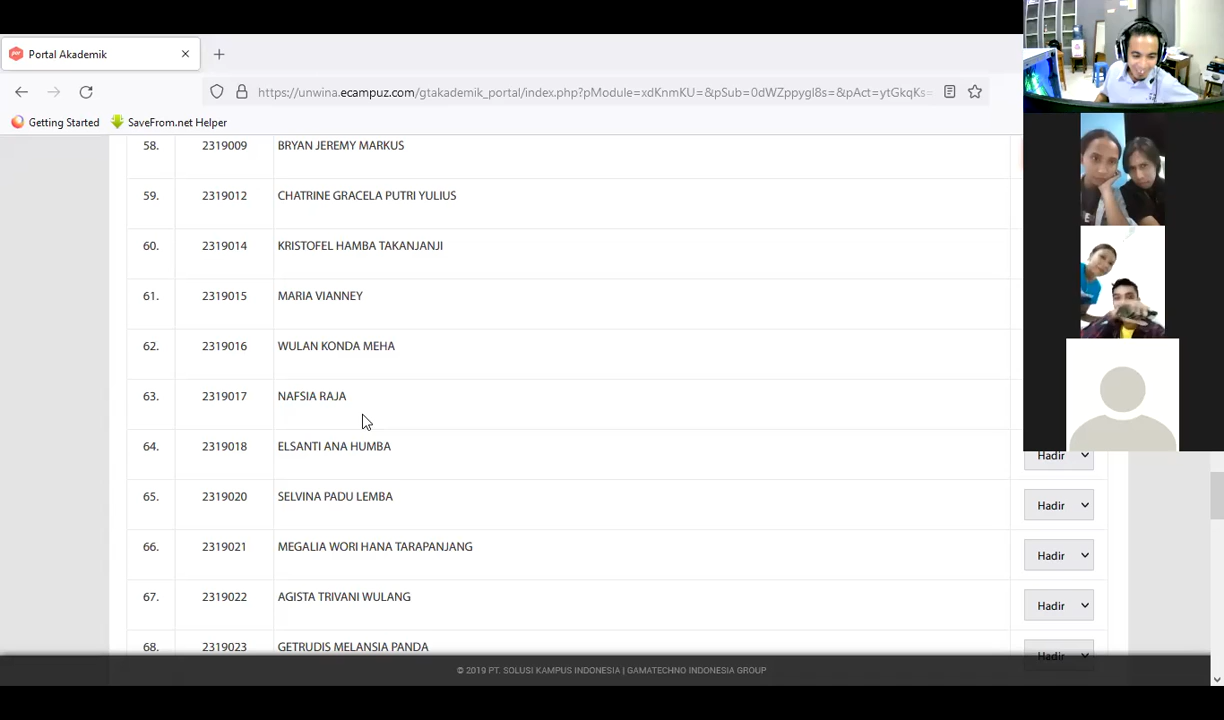 Portal Akademik
https://unwina.ecampuz.com/gtakademik_portal/index.php?pModule=xdKnmKU=&pSub=0dWZppygl8s=&pAct=ytGkqKs=
Getting Started SaveFrom.net Helper
58. 2319009 BRYAN JEREMY MARKUS
59. 2319012 CHATRINE GRACELA PUTRI YULIUS
60. 2319014 KRISTOFEL HAMBA TAKANJANJI
61. 2319015 MARIA VIANNEY
62. 2319016 WULAN KONDA MEHA
63. 2319017 NAFSIA RAJA
64. 2319018 ELSANTI ANA HUMBA Hadir
65. 2319020 SELVINA PADU LEMBA Hadir
66. 2319021 MEGALIA WORI HANA TARAPANJANG Hadir
67. 2319022 AGISTA TRIVANI WULANG Hadir
68. 2319023 GETRUDIS MELANSIA PANDA Hadir
© 2019 PT. SOLUSI KAMPUS INDONESIA | GAMATECHNO INDONESIA GROUP